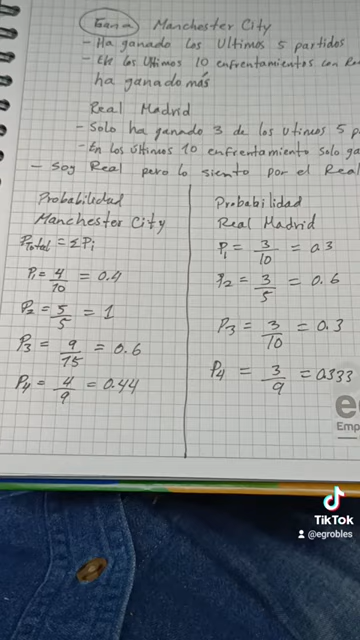 Gana Manchester City
- Ha ganado los Ultimos 5 partidos
- En los Ultimos 10 enfrentamientos con
ha ganado más
Real Madrid
- Solo ha ganado 3 de los Utimos 5
- En los últimos 10 enfrentamiento solo
- Soy Real pero lo siento por el Real
Probabilidad
Manchester City
PTotal = ΣPi
P1 = 4/10 = 0.4
P2 = 5/5 = 1
P3 = 9/15 = 0.6
P4 = 4/9 = 0.44
Probabilidad
Real Madrid
P1 = 3/10 = 0.3
P2 = 3/5 = 0.6
P3 = 3/10 = 0.3
P4 = 3/9 = 0.333
Emp
TikTok
@egrobles